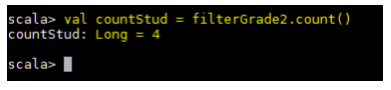 scala> val countStud = filterGrade2.count()
countStud: Long = 4
scala>